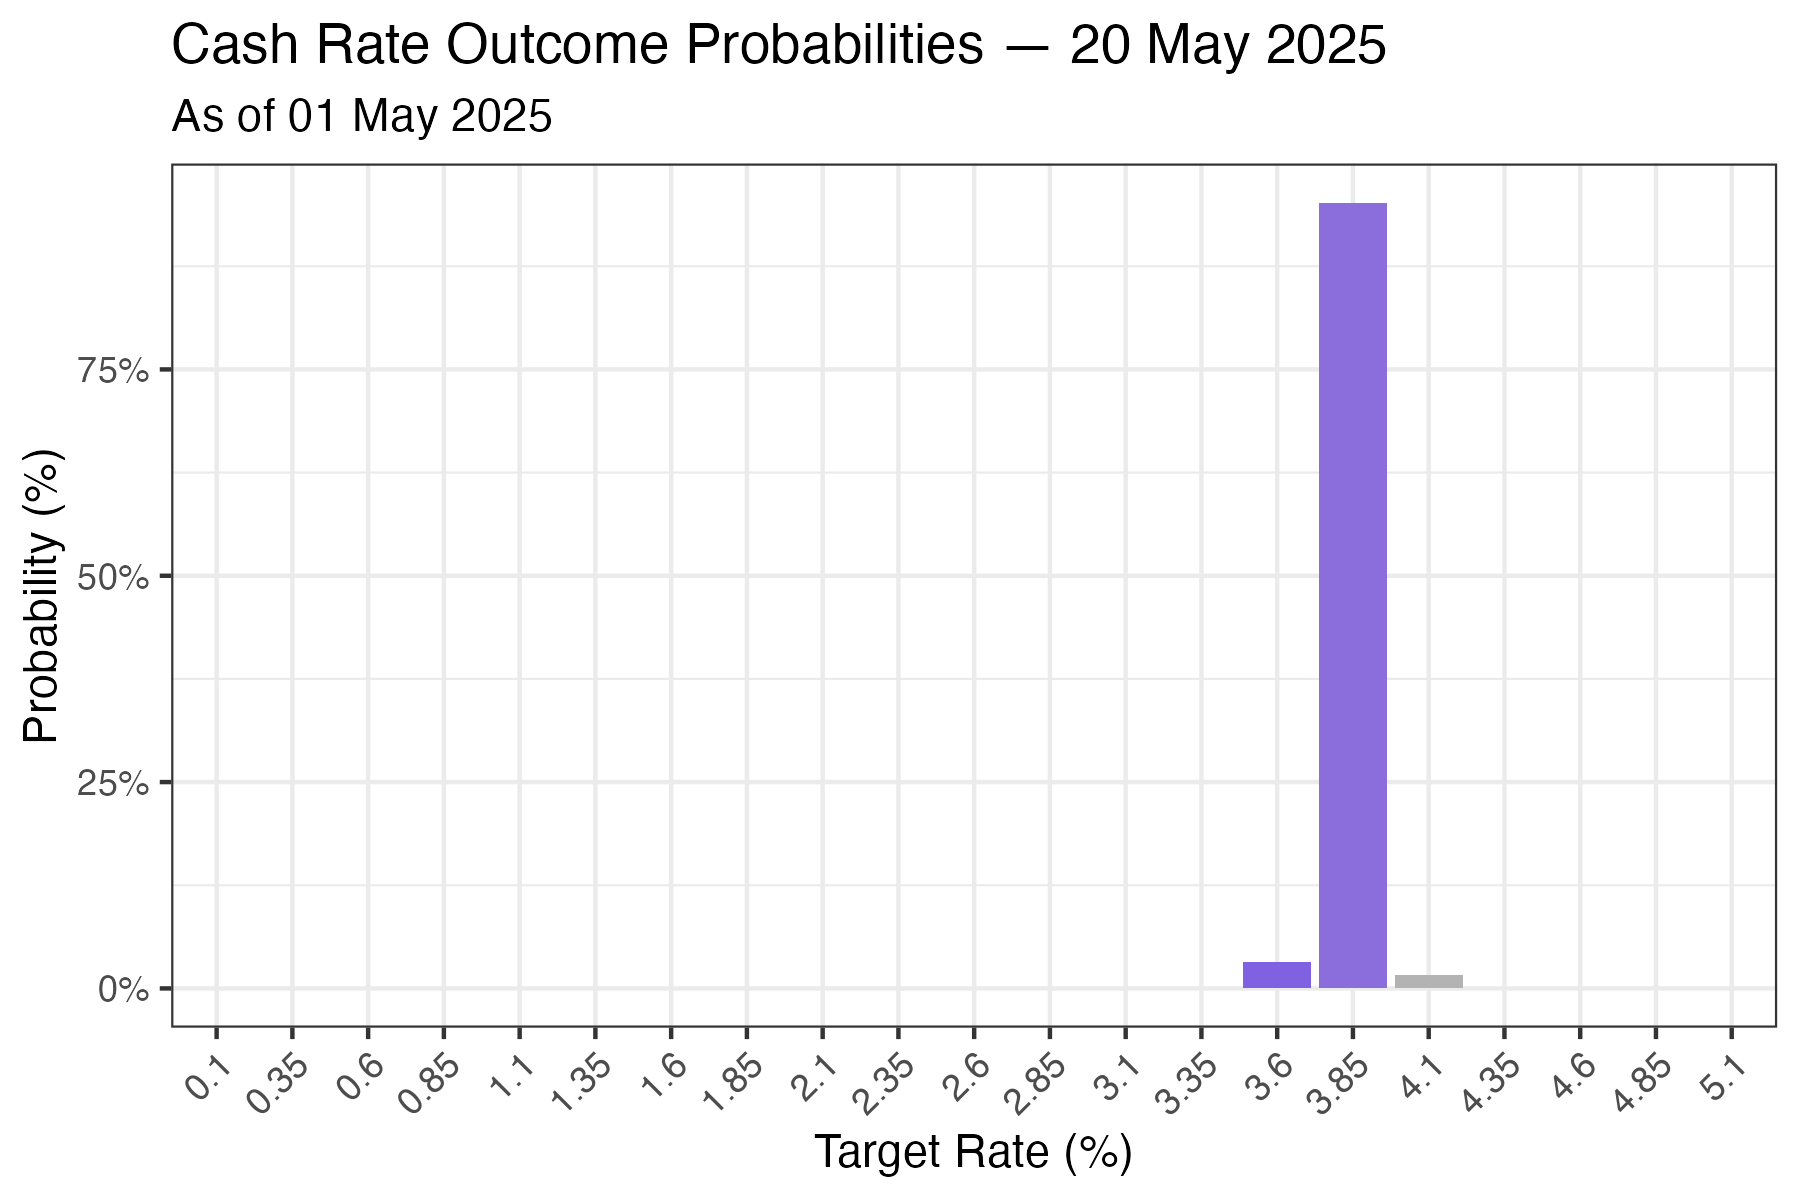 Cash Rate Outcome Probabilities — 20 May 2025
As of 01 May 2025
Probability (%)
75%
50%
25%
0%
0.1 0.35 0.6 0.85 1.1 1.35 1.6 1.85 2.1 2.35 2.6 2.85 3.1 3.35 3.6 3.85 4.1 4.35 4.6 4.85 5.1
Target Rate (%)